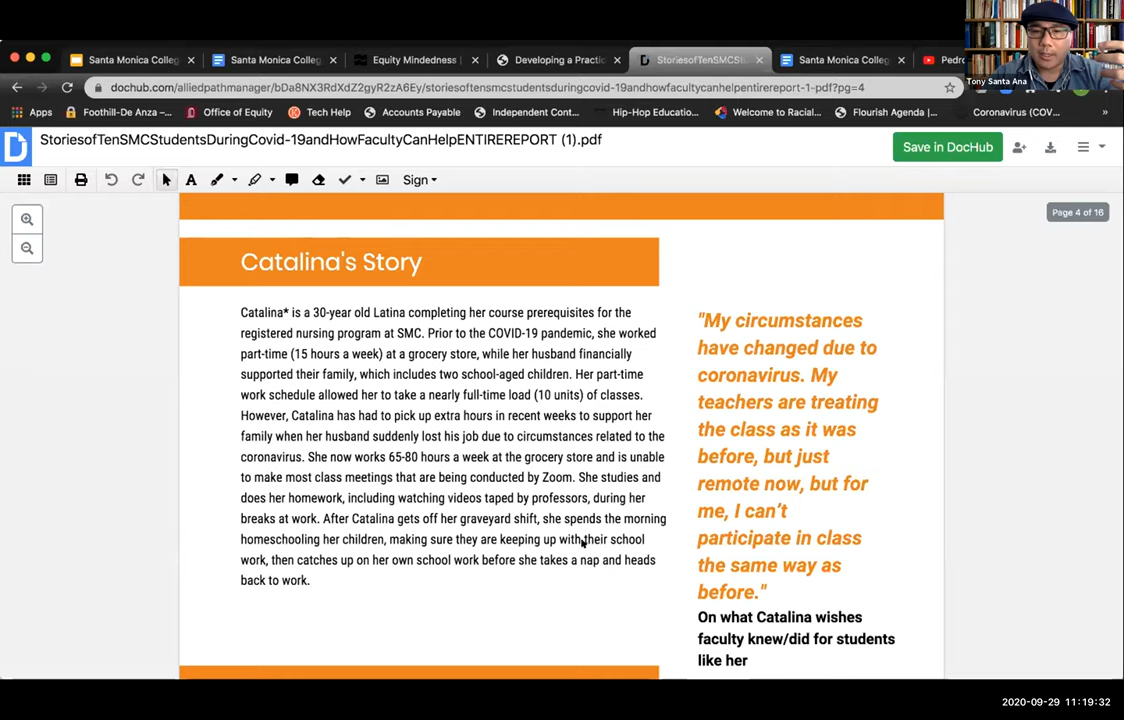 Tony Santa Ana
Santa Monica Colleg
Santa Monica Colleg
Equity Mindedness
Developing a Practic
StoriesofTenSMCSt
Santa Monica Colleg
Pedro
dochub.com/alliedpathmanager/bDa8NX3RdXdZ2gyR2zA6Ey/storiesoftensmcstudentsduringcovid-19andhowfacultycanhelpentirereport-1-pdf?pg=4
Apps
Foothill-De Anza -...
Office of Equity
Tech Help
Accounts Payable
Independent Cont...
Hip-Hop Educatio...
Welcome to Racial...
Flourish Agenda |...
Coronavirus (COV...
StoriesofTenSMCStudentsDuringCovid-19andHowFacultyCanHelpENTIREREPORT (1).pdf
Save in DocHub
A
Sign
Page 4 of 16
Catalina's Story
Catalina* is a 30-year old Latina completing her course prerequisites for the
registered nursing program at SMC. Prior to the COVID-19 pandemic, she worked
part-time (15 hours a week) at a grocery store, while her husband financially
supported their family, which includes two school-aged children. Her part-time
work schedule allowed her to take a nearly full-time load (10 units) of classes.
However, Catalina has had to pick up extra hours in recent weeks to support her
family when her husband suddenly lost his job due to circumstances related to the
coronavirus. She now works 65-80 hours a week at the grocery store and is unable
to make most class meetings that are being conducted by Zoom. She studies and
does her homework, including watching videos taped by professors, during her
breaks at work. After Catalina gets off her graveyard shift, she spends the morning
homeschooling her children, making sure they are keeping up with their school
work, then catches up on her own school work before she takes a nap and heads
back to work.
"My circumstances
have changed due to
coronavirus. My
teachers are treating
the class as it was
before, but just
remote now, but for
me, I can't
participate in class
the same way as
before."
On what Catalina wishes
faculty knew/did for students
like her
2020-09-29 11:19:32